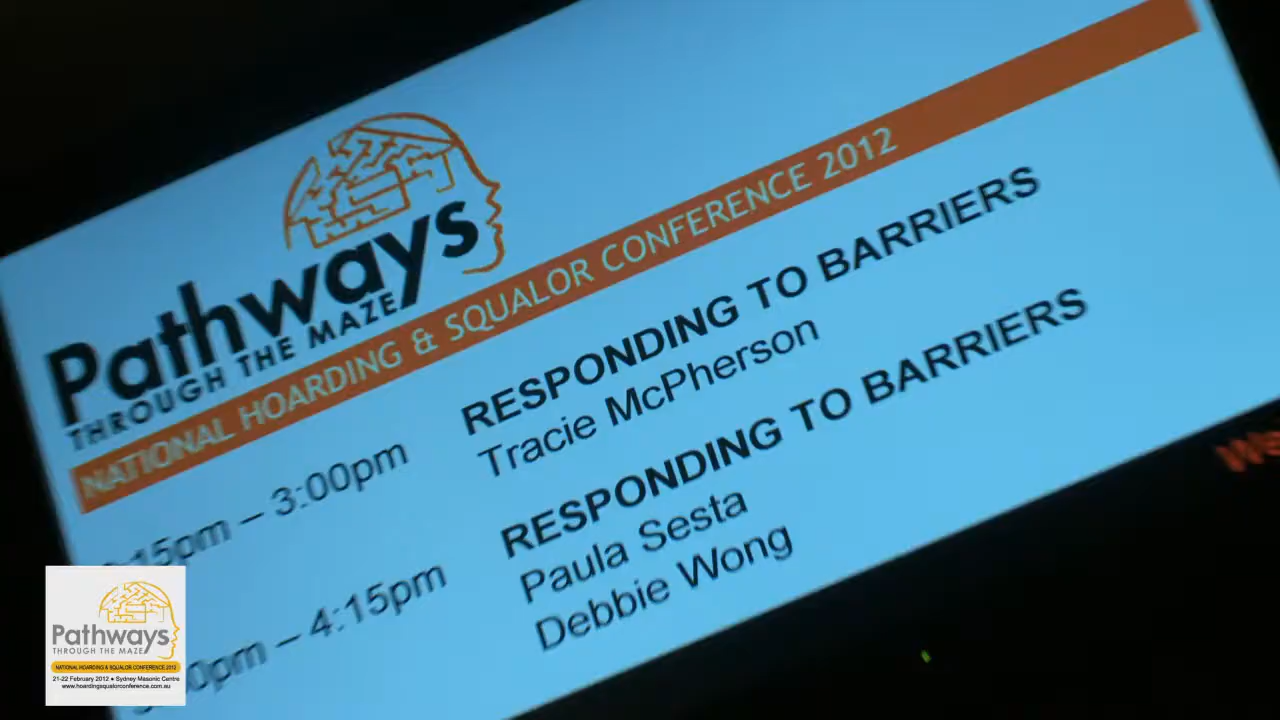 Pathways
THROUGH THE MAZE
NATIONAL HOARDING & SQUALOR CONFERENCE 2012
15pm – 3:00pm
RESPONDING TO BARRIERS
Tracie McPherson
0pm – 4:15pm
RESPONDING TO BARRIERS
Paula Sesta
Debbie Wong
Pathways
THROUGH THE MAZE
NATIONAL HOARDING & SQUALOR CONFERENCE 2012
21-22 February 2012 • Sydney Masonic Centre
www.hoardingsqualorconference.com.au